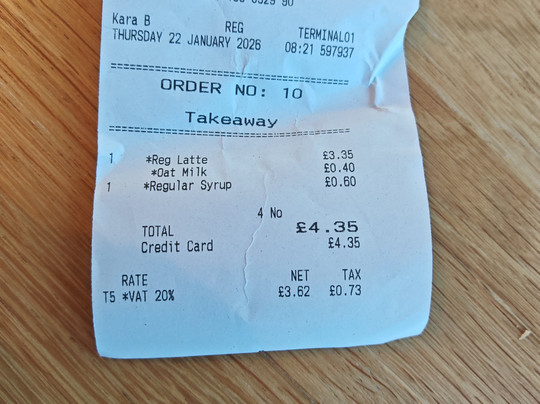 Kara B REG TERMINAL01
THURSDAY 22 JANUARY 2026 08:21 597937
ORDER NO: 10
Takeaway
1 *Reg Latte £3.35
*Oat Milk £0.40
1 *Regular Syrup £0.60
4 No
TOTAL £4.35
Credit Card £4.35
RATE NET TAX
T5 *VAT 20% £3.62 £0.73